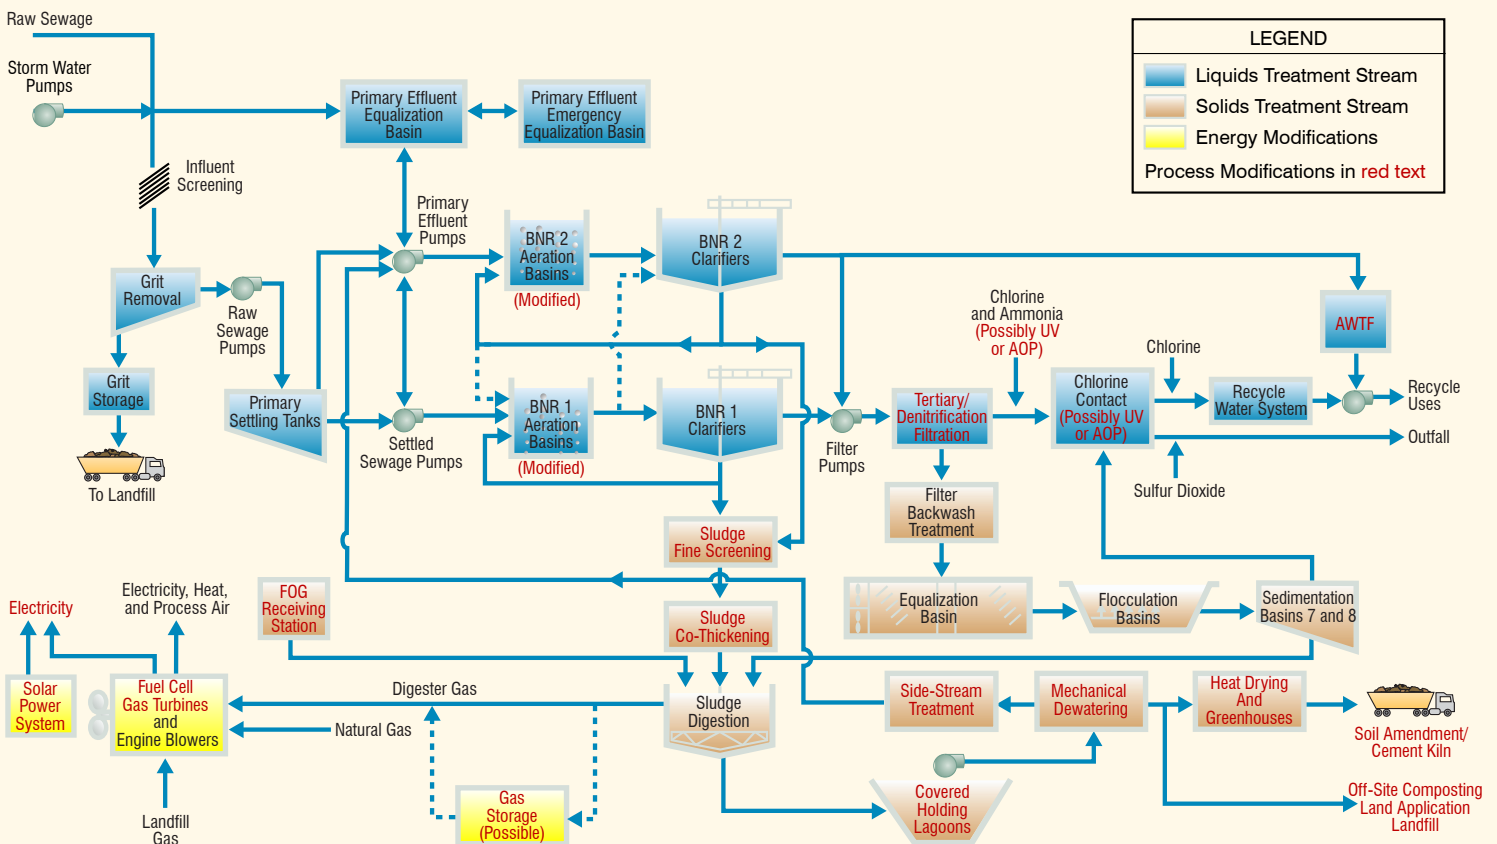 Raw Sewage
Storm Water
Pumps
Influent
Screening
Grit
Removal
Raw
Sewage
Pumps
Grit
Storage
To Landfill
Primary
Settling Tanks
Primary Effluent
Equalization
Basin
Primary Effluent
Emergency
Equalization Basin
Primary
Effluent
Pumps
Settled
Sewage Pumps
BNR 2
Aeration
Basins
(Modified)
BNR 2
Clarifiers
BNR 1
Aeration
Basins
(Modified)
BNR 1
Clarifiers
LEGEND
Liquids Treatment Stream
Solids Treatment Stream
Energy Modifications
Process Modifications in red text
Filter
Pumps
Tertiary/
Denitrification
Filtration
Chlorine
and Ammonia
(Possibly UV
or AOP)
Chlorine
Contact
(Possibly UV
or AOP)
Chlorine
Recycle
Water System
AWTF
Recycle
Uses
Outfall
Sulfur Dioxide
Filter
Backwash
Treatment
Equalization
Basin
Flocculation
Basins
Sedimentation
Basins 7 and 8
Sludge
Fine Screening
Sludge
Co-Thickening
Sludge
Digestion
FOG
Receiving
Station
Electricity
Electricity, Heat,
and Process Air
Solar
Power
System
Fuel Cell
Gas Turbines
and
Engine Blowers
Digester Gas
Natural Gas
Landfill
Gas
Gas
Storage
(Possible)
Side-Stream
Treatment
Mechanical
Dewatering
Heat Drying
And
Greenhouses
Soil Amendment/
Cement Kiln
Covered
Holding
Lagoons
Off-Site Composting
Land Application
Landfill